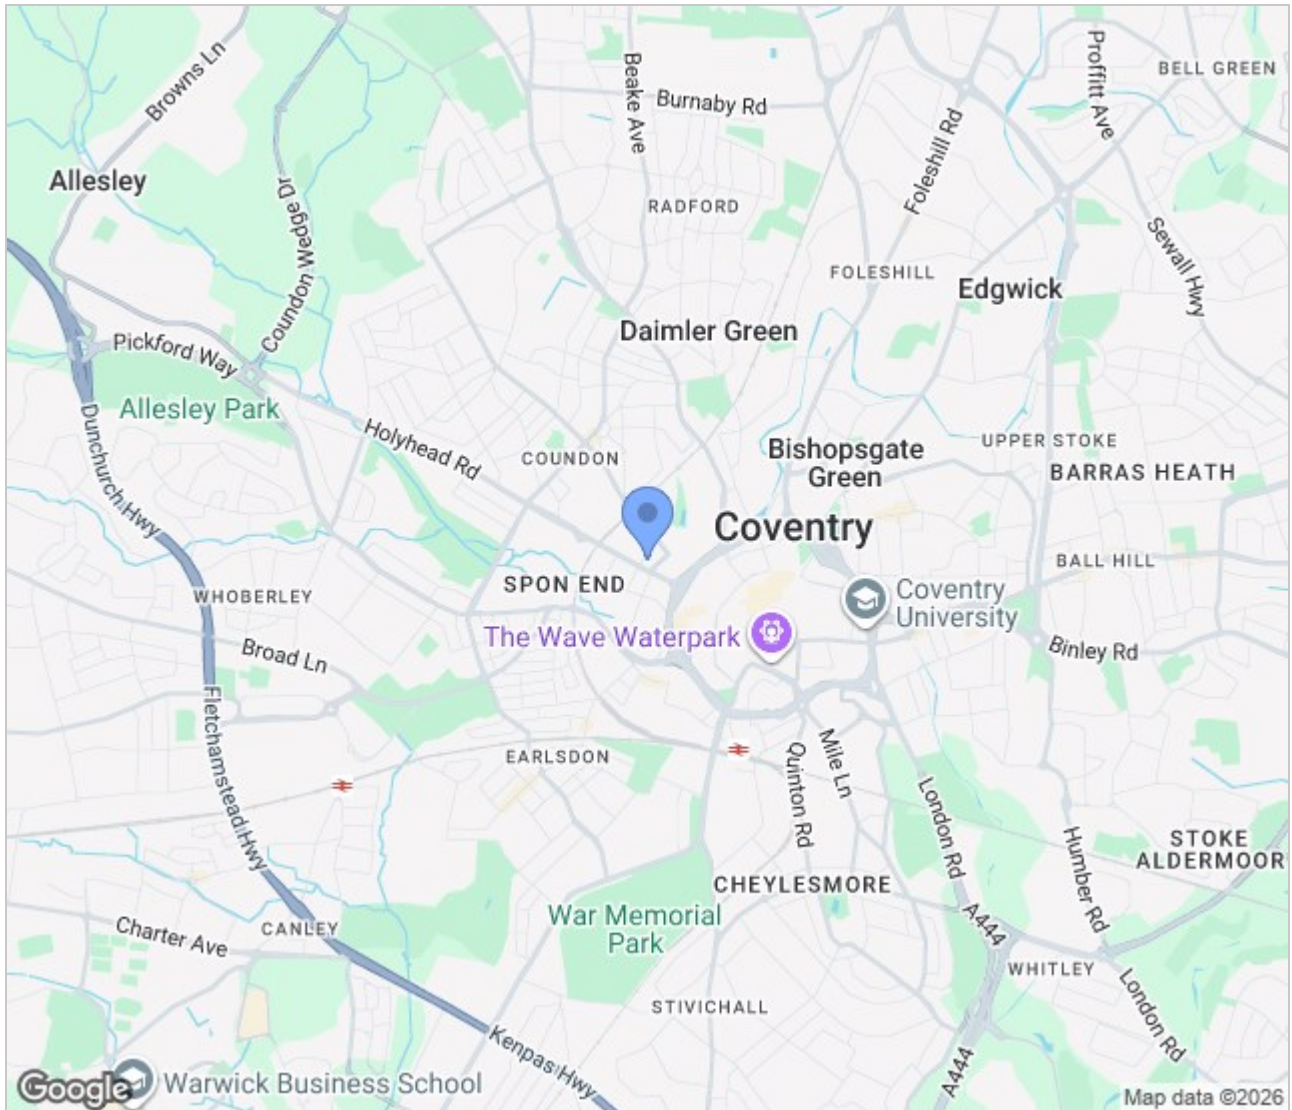 Browns Ln
Beake Ave
Burnaby Rd
Proffitt Ave
BELL GREEN
Foleshill Rd
Allesley
Coundon Wedge Dr
RADFORD
Sewall Hwy
FOLESHILL
Edgwick
Daimler Green
Pickford Way
Allesley Park
Dunchurch Hwy
Holyhead Rd
COUNDON
Bishopsgate
Green
UPPER STOKE
BARRAS HEATH
Coventry
BALL HILL
SPON END
WHOBERLEY
Coventry
University
The Wave Waterpark
Broad Ln
Binley Rd
Fletchamstead Hwy
EARLSDON
Quinton Rd
Mile Ln
London Rd
Humber Rd
STOKE
ALDERMOOR
CHEYLESMORE
War Memorial
Park
A444
Charter Ave
CANLEY
WHITLEY
STIVICHALL
London Rd
Kenpas Hwy
A444
Google
Warwick Business School
Map data ©2026